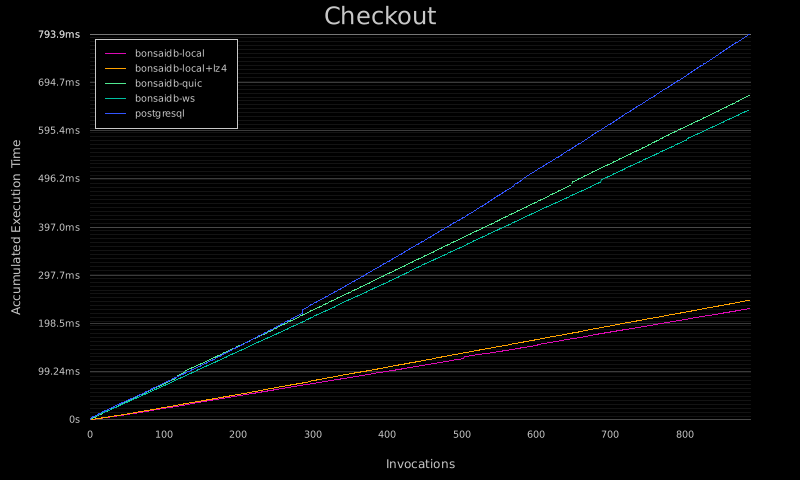 Checkout
793.9ms
694.7ms
595.4ms
496.2ms
397.0ms
297.7ms
198.5ms
99.24ms
0s
Accumulated Execution Time
bonsaidb-local
bonsaidb-local+lz4
bonsaidb-quic
bonsaidb-ws
postgresql
0 100 200 300 400 500 600 700 800
Invocations